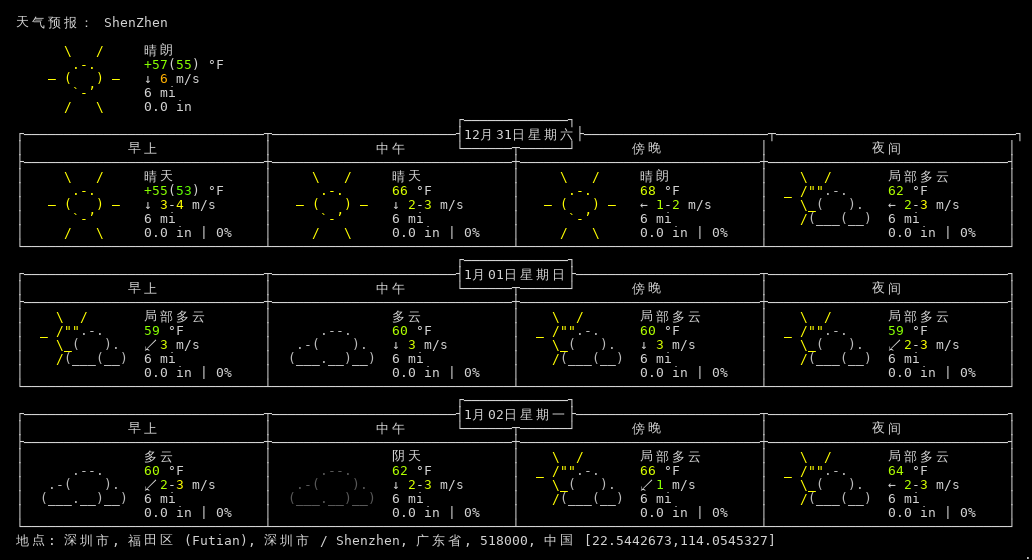 天气预报： ShenZhen
晴朗
+57(55) °F
↓ 6 m/s
6 mi
0.0 in
12月31日星期六
早上 中午 傍晚 夜间
晴天 晴天 晴朗 局部多云
+55(53) °F 66 °F 68 °F 62 °F
↓ 3-4 m/s ↓ 2-3 m/s ← 1-2 m/s ← 2-3 m/s
6 mi 6 mi 6 mi 6 mi
0.0 in | 0% 0.0 in | 0% 0.0 in | 0% 0.0 in | 0%
1月01日星期日
早上 中午 傍晚 夜间
局部多云 多云 局部多云 局部多云
59 °F 60 °F 60 °F 59 °F
↙ 3 m/s ↓ 3 m/s ↓ 3 m/s ↙ 2-3 m/s
6 mi 6 mi 6 mi 6 mi
0.0 in | 0% 0.0 in | 0% 0.0 in | 0% 0.0 in | 0%
1月02日星期一
早上 中午 傍晚 夜间
多云 阴天 局部多云 局部多云
60 °F 62 °F 66 °F 64 °F
↙ 2-3 m/s ↓ 2-3 m/s ↙ 1 m/s ← 2-3 m/s
6 mi 6 mi 6 mi 6 mi
0.0 in | 0% 0.0 in | 0% 0.0 in | 0% 0.0 in | 0%
地点: 深圳市, 福田区 (Futian), 深圳市 / Shenzhen, 广东省, 518000, 中国 [22.5442673,114.0545327]